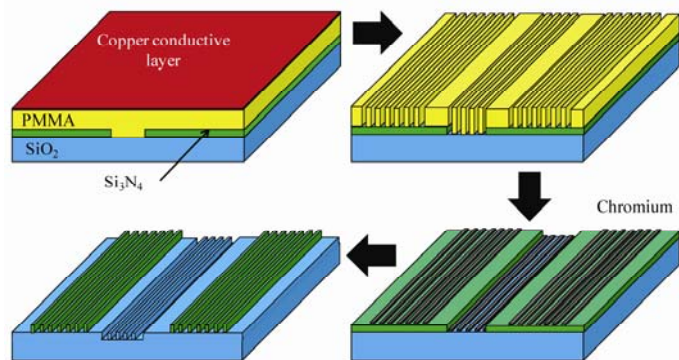 Copper conductive
layer
PMMA
SiO₂
Si₃N₄
Chromium